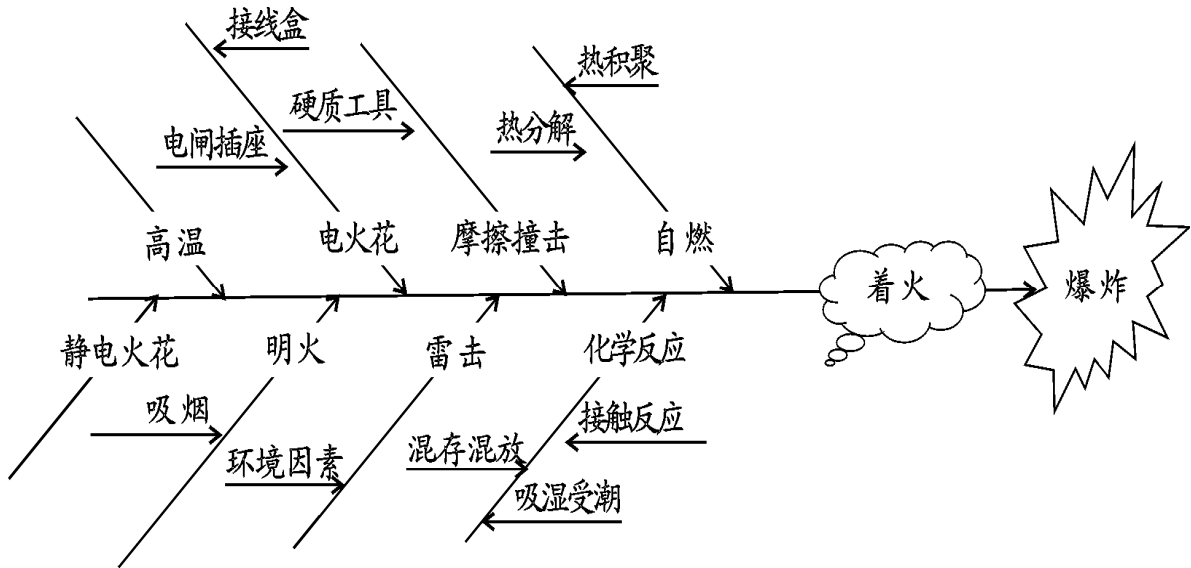 接线盒
热积聚
硬质工具
热分解
电闸插座
高温
电火花
摩擦撞击
自燃
着火
爆炸
静电火花
明火
雷击
化学反应
吸烟
接触反应
环境因素
混存混放
吸湿受潮